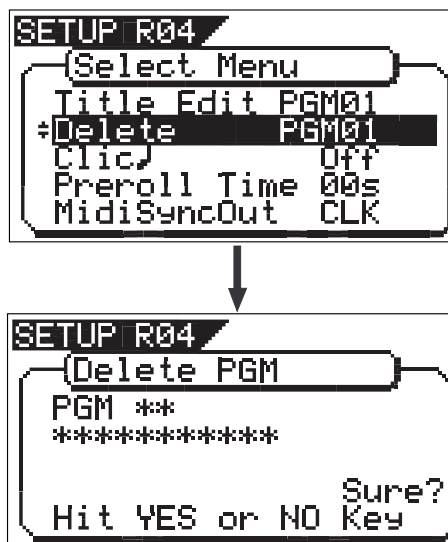 SETUP R04
Select Menu
Title Edit PGM01
Delete PGM01
Clic
Off
Preroll Time 00s
MidiSyncOut CLK
SETUP R04
Delete PGM
PGM **
***********
Sure?
Hit YES or NO Key